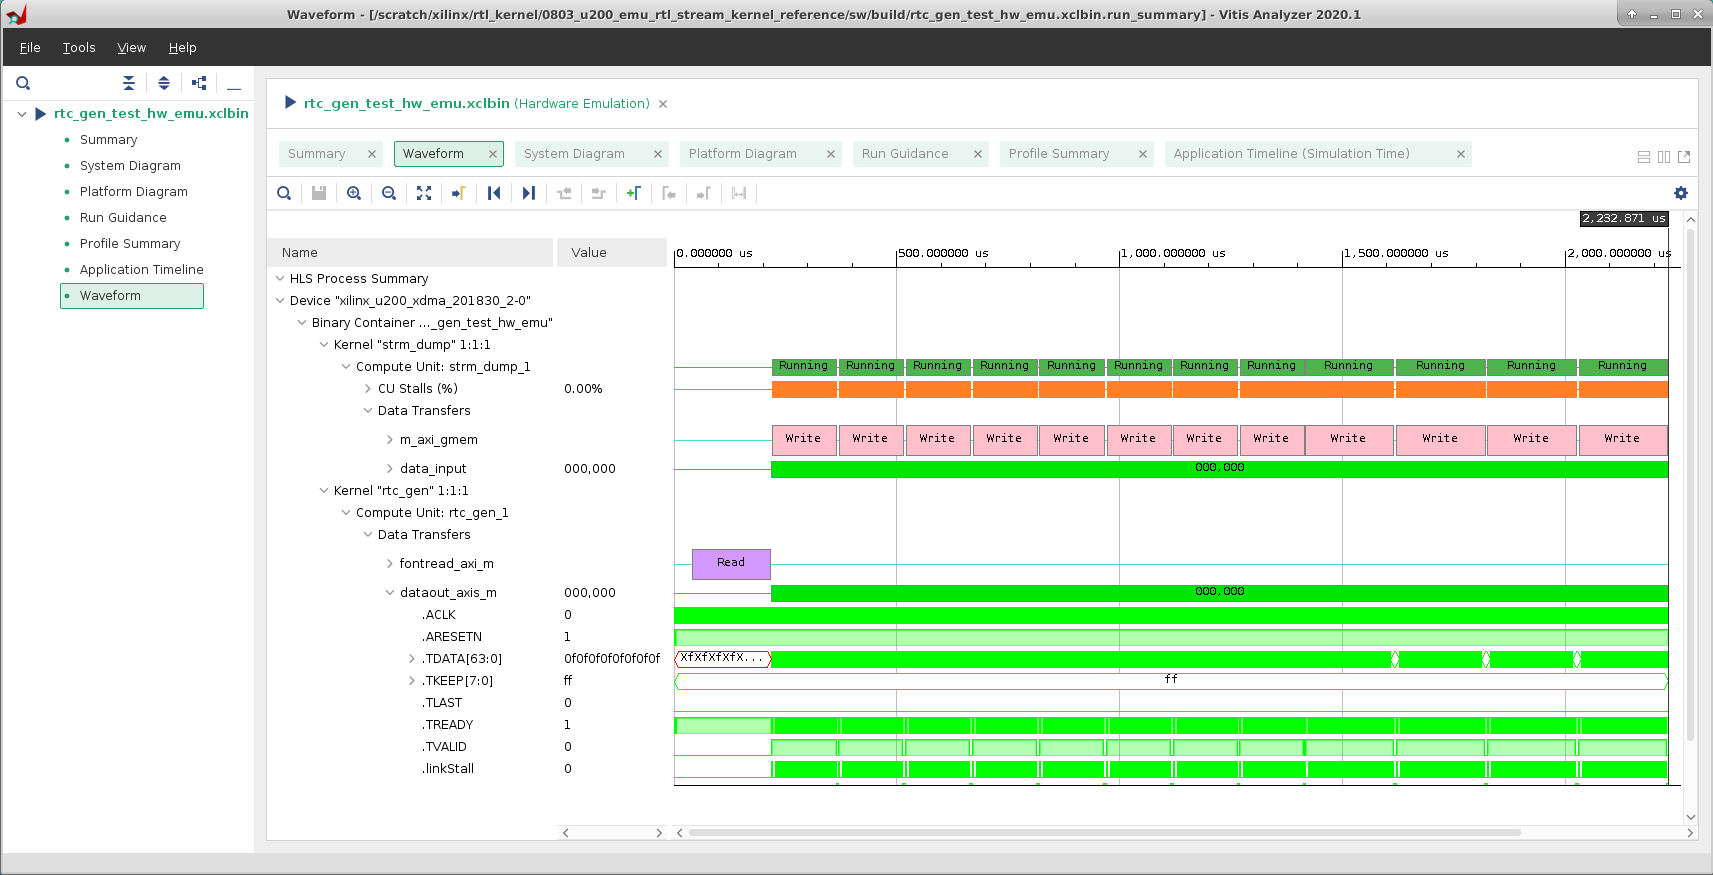 Waveform - [/scratch/xilinx/rtl_kernel/0803_u200_emu_rtl_stream_kernel_reference/sw/build/rtc_gen_test_hw_emu.xclbin.run_summary] - Vitis Analyzer 2020.1
File Tools View Help
rtc_gen_test_hw_emu.xclbin
Summary
System Diagram
Platform Diagram
Run Guidance
Profile Summary
Application Timeline
Waveform
rtc_gen_test_hw_emu.xclbin (Hardware Emulation)
Summary Waveform System Diagram Platform Diagram Run Guidance Profile Summary Application Timeline (Simulation Time)
2,232.871 us
Name Value 0.000000 us 500.000000 us 1,000.000000 us 1,500.000000 us 2,000.000000 us
HLS Process Summary
Device "xilinx_u200_xdma_201830_2-0"
Binary Container ..._gen_test_hw_emu"
Kernel "strm_dump" 1:1:1
Compute Unit: strm_dump_1 Running Running Running Running Running Running Running Running Running Running Running Running
CU Stalls (%) 0.00%
Data Transfers
m_axi_gmem Write Write Write Write Write Write Write Write Write Write Write Write
data_input 000,000 000,000
Kernel "rtc_gen" 1:1:1
Compute Unit: rtc_gen_1
Data Transfers
fontread_axi_m Read
dataout_axis_m 000,000 000,000
.ACLK 0
.ARESETN 1
.TDATA[63:0] 0f0f0f0f0f0f0f0f XfXfXfXfX...
.TKEEP[7:0] ff ff
.TLAST 0
.TREADY 1
.TVALID 0
.linkStall 0